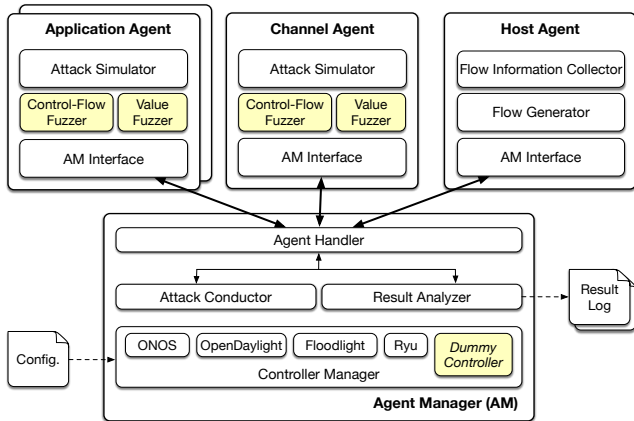 Application Agent
Attack Simulator
Control-Flow
Fuzzer
Value
Fuzzer
AM Interface
Channel Agent
Attack Simulator
Control-Flow
Fuzzer
Value
Fuzzer
AM Interface
Host Agent
Flow Information Collector
Flow Generator
AM Interface
Agent Handler
Attack Conductor
Result Analyzer
Result
Log
Config.
ONOS
OpenDaylight
Floodlight
Ryu
Dummy
Controller
Controller Manager
Agent Manager (AM)